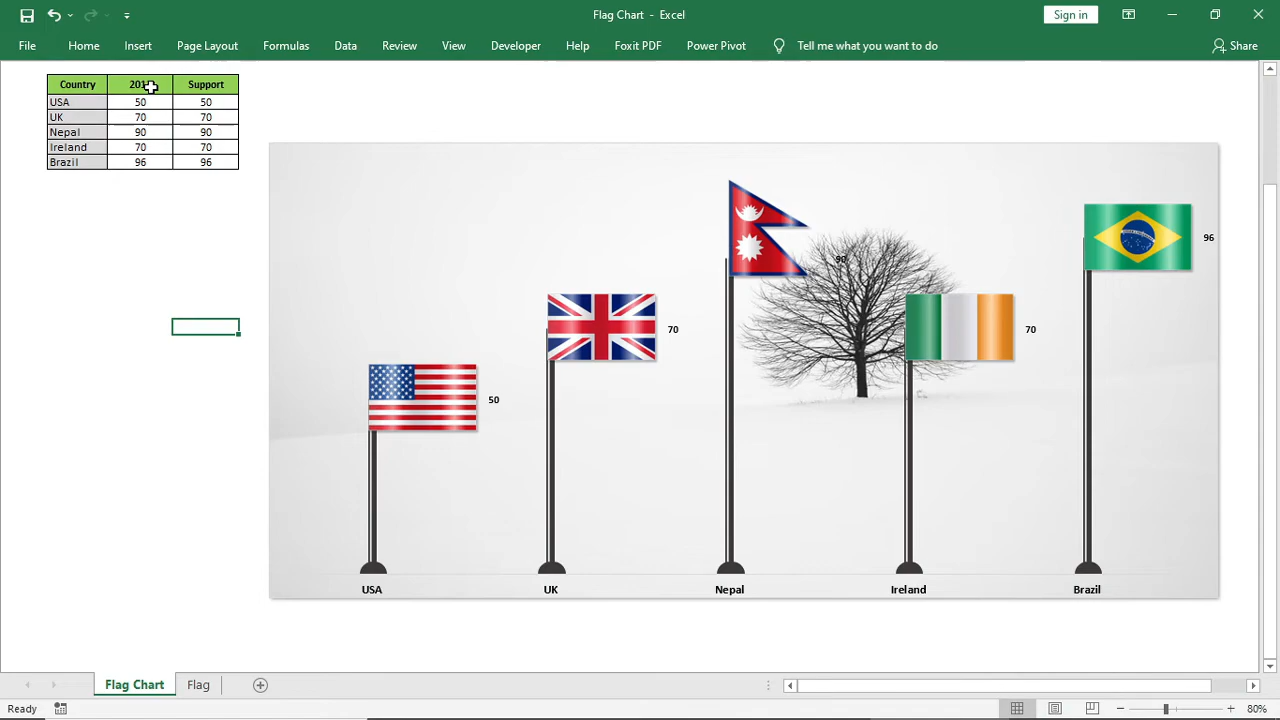 Flag Chart - Excel
Sign in
File Home Insert Page Layout Formulas Data Review View Developer Help Foxit PDF Power Pivot Tell me what you want to do Share
Country Support
USA 50 50
UK 70 70
Nepal 90 90
Ireland 70 70
Brazil 96 96
96
90
70
70
50
USA UK Nepal Ireland Brazil
Flag Chart Flag
Ready 80%